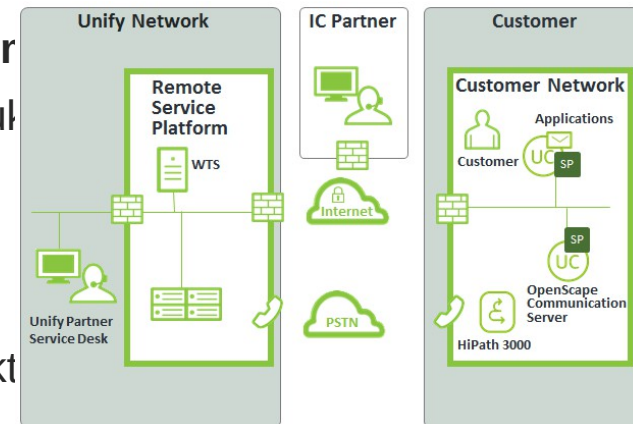 Unify Network
Remote
Service
Platform
WTS
Unify Partner
Service Desk
IC Partner
Internet
PSTN
Customer
Customer Network
Applications
Customer
UC
SP
SP
UC
OpenScape
Communication
Server
HiPath 3000